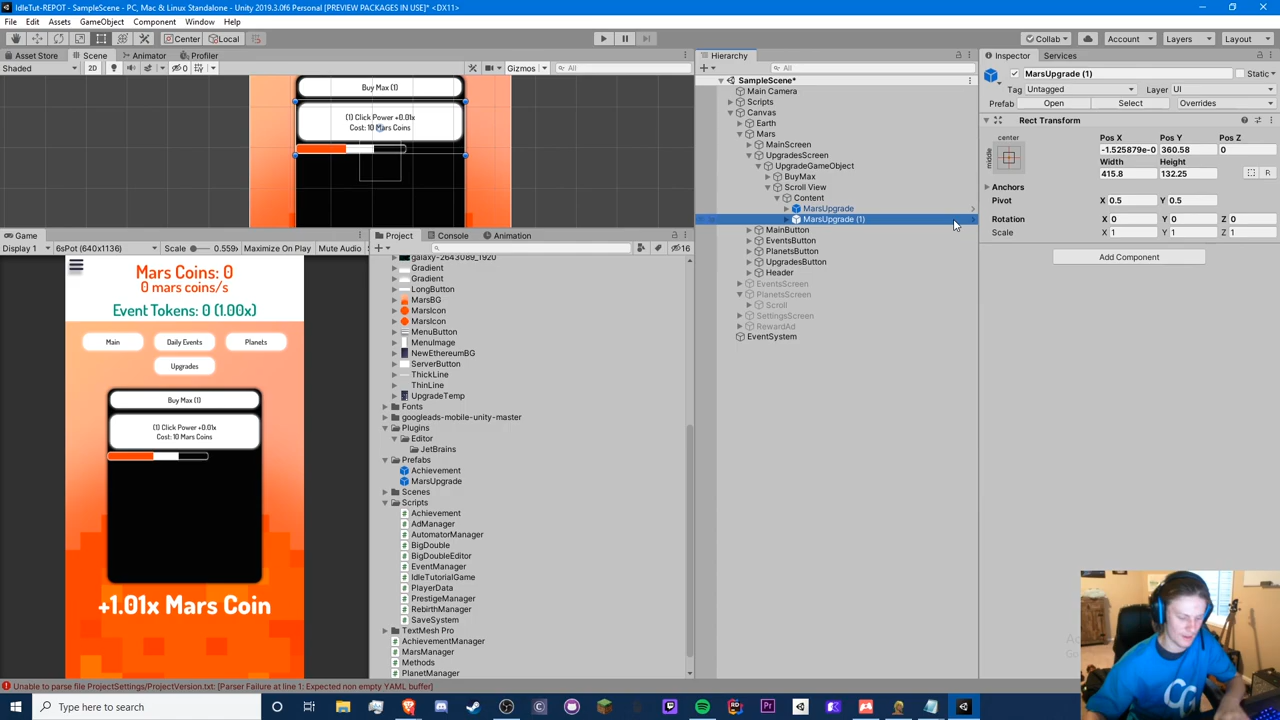 IdleTut-REPOT - SampleScene - PC, Mac & Linux Standalone - Unity 2019.3.0f6 Personal [PREVIEW PACKAGES IN USE]* <DX11>
File Edit Assets GameObject Component Window Help
Center Local Collab Account Layers Layout
Asset Store Scene Animator Profiler
Shaded 2D 0 Gizmos All
Buy Max (1)
(1) Click Power +0.01x
Cost: 10 Mars Coins
Game
Display 1 6sPot (640x1136) Scale 0.559x Maximize On Play Mute Audio
Mars Coins: 0
0 mars coins/s
Event Tokens: 0 (1.00x)
Main Daily Events Planets
Upgrades
Buy Max (1)
(1) Click Power +0.01x
Cost: 10 Mars Coins
+1.01x Mars Coin
Project Console Animation
16
galaxy-2643089_1920
Gradient
Gradient
LongButton
MarsBG
MarsIcon
MarsIcon
MenuButton
MenuImage
NewEthereumBG
ServerButton
ThickLine
ThinLine
UpgradeTemp
Fonts
googleads-mobile-unity-master
Plugins
Editor
JetBrains
Prefabs
Achievement
MarsUpgrade
Scenes
Scripts
Achievement
AdManager
AutomatorManager
BigDouble
BigDoubleEditor
EventManager
IdleTutorialGame
PlayerData
PrestigeManager
RebirthManager
SaveSystem
TextMesh Pro
AchievementManager
MarsManager
Methods
PlanetManager
Hierarchy
All
SampleScene*
Main Camera
Scripts
Canvas
Earth
Mars
MainScreen
UpgradesScreen
UpgradeGameObject
BuyMax
Scroll View
Content
MarsUpgrade
MarsUpgrade (1)
MainButton
EventsButton
PlanetsButton
UpgradesButton
Header
EventsScreen
PlanetsScreen
Scroll
SettingsScreen
RewardAd
EventSystem
Inspector Services
MarsUpgrade (1) Static
Tag Untagged Layer UI
Prefab Open Select Overrides
Rect Transform
center Pos X Pos Y Pos Z
middle -1.525879e-0 360.58 0
Width Height
415.8 132.25 R
Anchors
Pivot X 0.5 Y 0.5
Rotation X 0 Y 0 Z 0
Scale X 1 Y 1 Z 1
Add Component
Unable to parse file ProjectSettings/ProjectVersion.txt: [Parser Failure at line 1: Expected non empty YAML buffer]
Type here to search